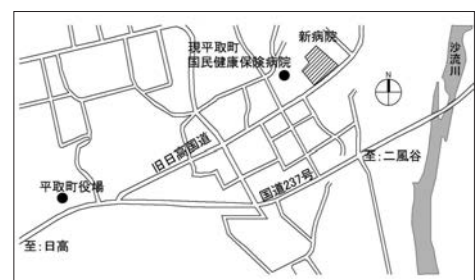 新病院
現平取町
国民健康保険病院
沙流川
N
旧日高国道
至:二風谷
国道237号
平取町役場
至:日高